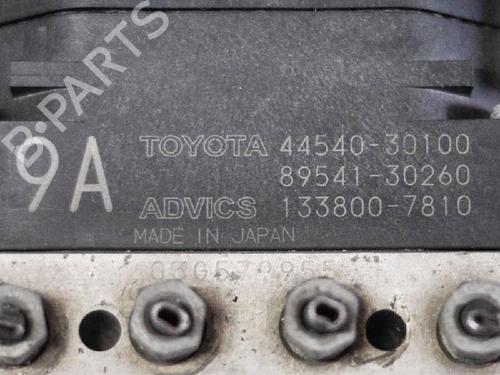 B-PARTS
9A
TOYOTA 44540-30100
89541-30260
ADVICS 133800-7810
MADE IN JAPAN